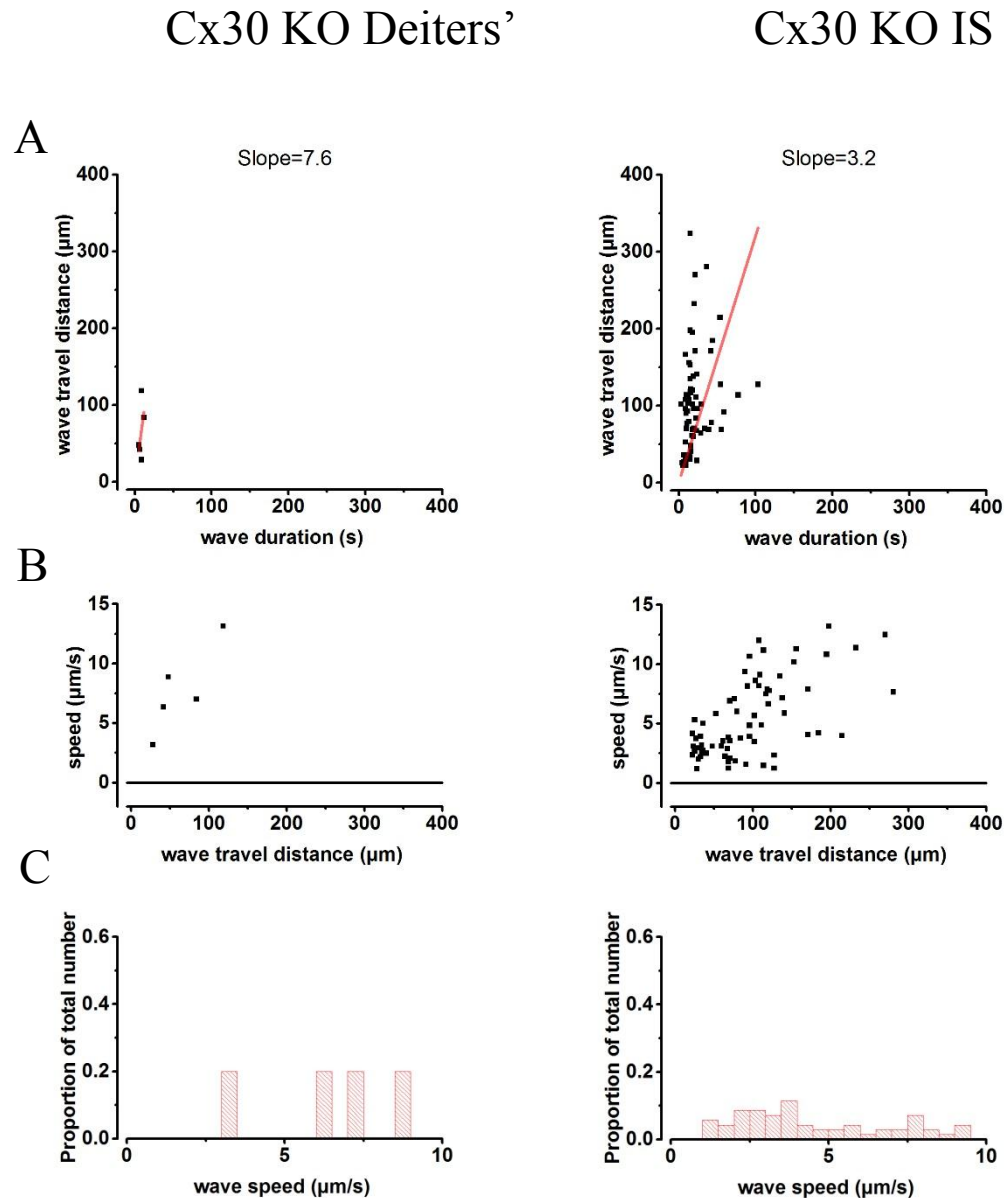 Cx30 KO Deiters’ Cx30 KO IS
A
Slope=7.6 Slope=3.2
400 400
300 300
200 200
100 100
0 0
wave travel distance (µm) wave travel distance (µm)
0 100 200 300 400 0 100 200 300 400
wave duration (s) wave duration (s)
B
15 15
10 10
5 5
0 0
speed (µm/s) speed (µm/s)
0 100 200 300 400 0 100 200 300 400
wave travel distance (µm) wave travel distance (µm)
C
0.6 0.6
0.4 0.4
0.2 0.2
0.0 0.0
Proportion of total number Proportion of total number
0 5 10 0 5 10
wave speed (µm/s) wave speed (µm/s)